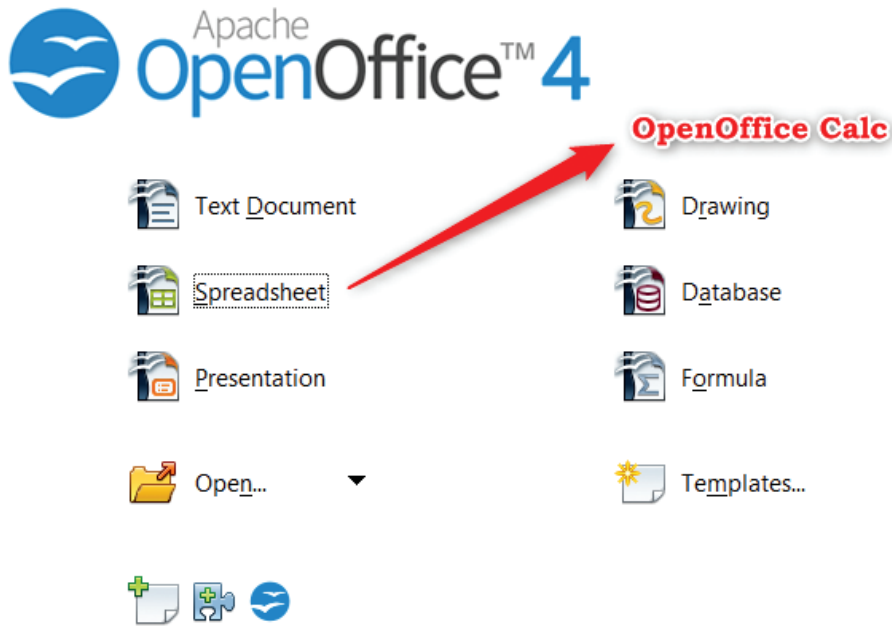 Apache
OpenOffice™ 4
OpenOffice Calc
Text Document
Drawing
Spreadsheet
Database
Presentation
Formula
Open...
Templates...